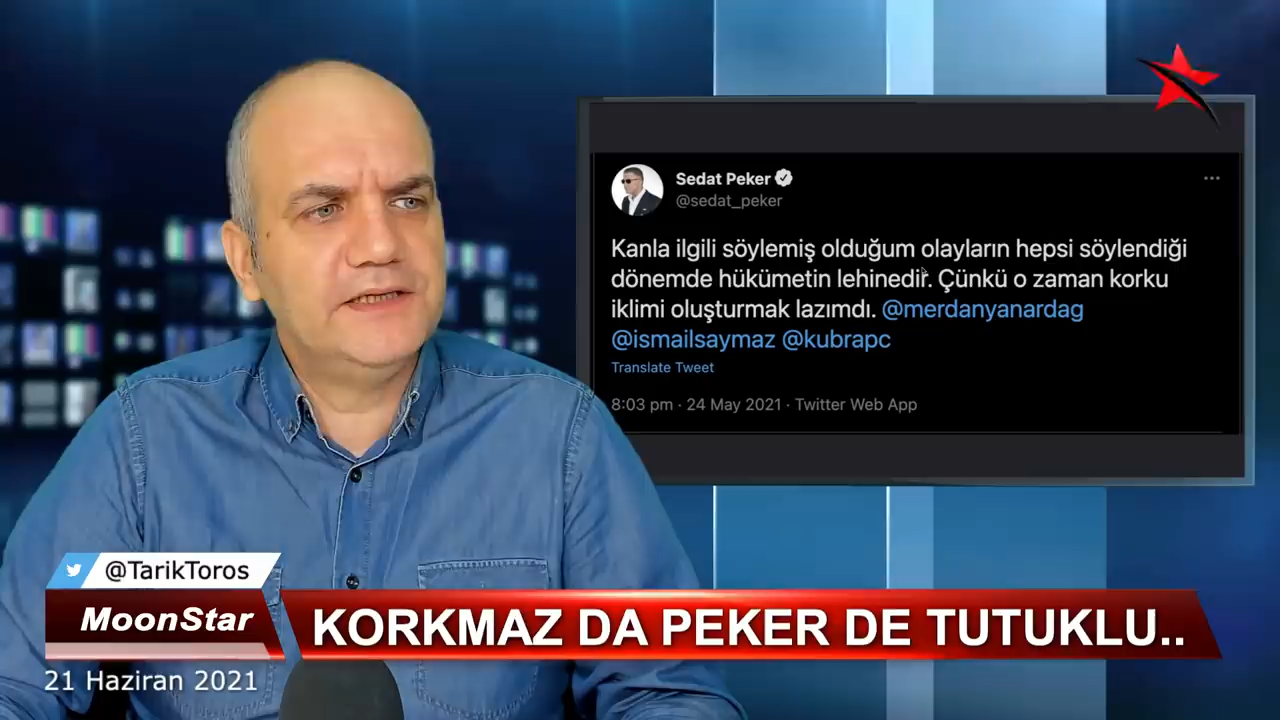 Sedat Peker
@sedat_peker
Kanla ilgili söylemiş olduğum olayların hepsi söylendiği
dönemde hükümetin lehinedir. Çünkü o zaman korku
iklimi oluşturmak lazımdı. @merdanyanardag
@ismailsaymaz @kubrapc
Translate Tweet
8:03 pm · 24 May 2021 · Twitter Web App
@TarikToros
MoonStar
KORKMAZ DA PEKER DE TUTUKLU..
21 Haziran 2021